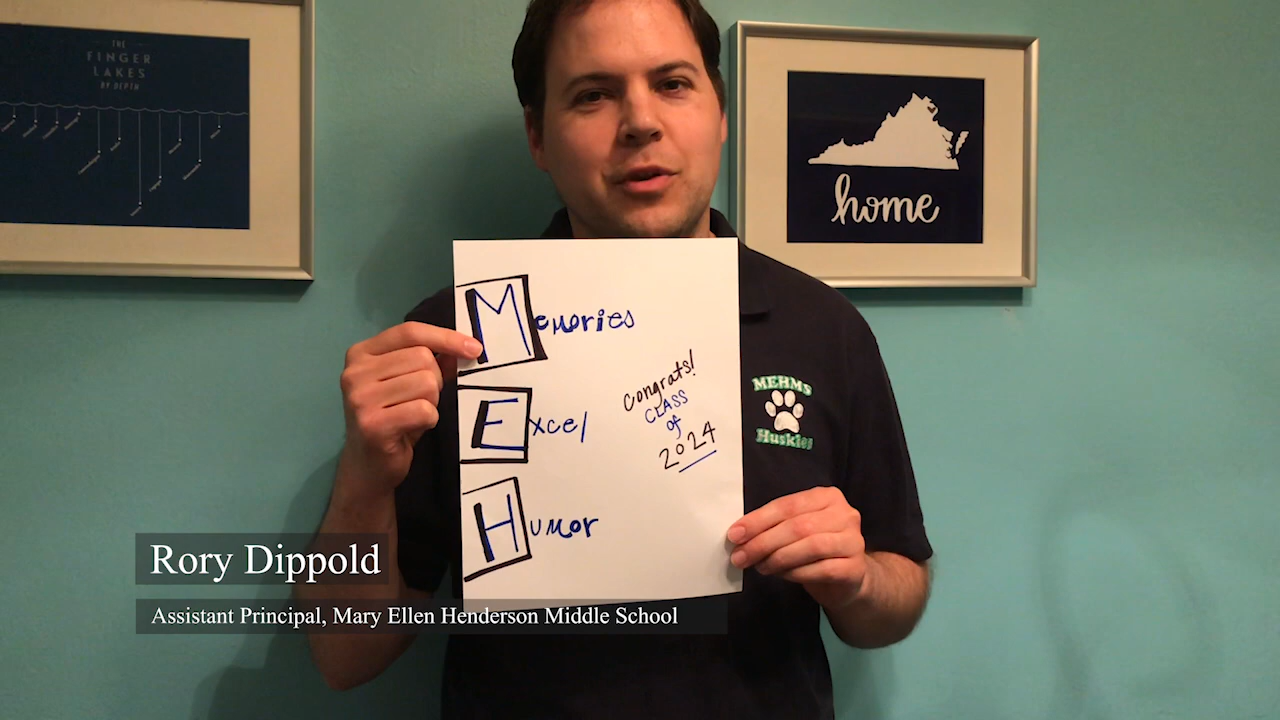 THE
FINGER
LAKES
BY DEPTH
home
Memories
Excel
Humor
Congrats!
CLASS
of
2024
MEHMS
Huskies
Rory Dippold
Assistant Principal, Mary Ellen Henderson Middle School